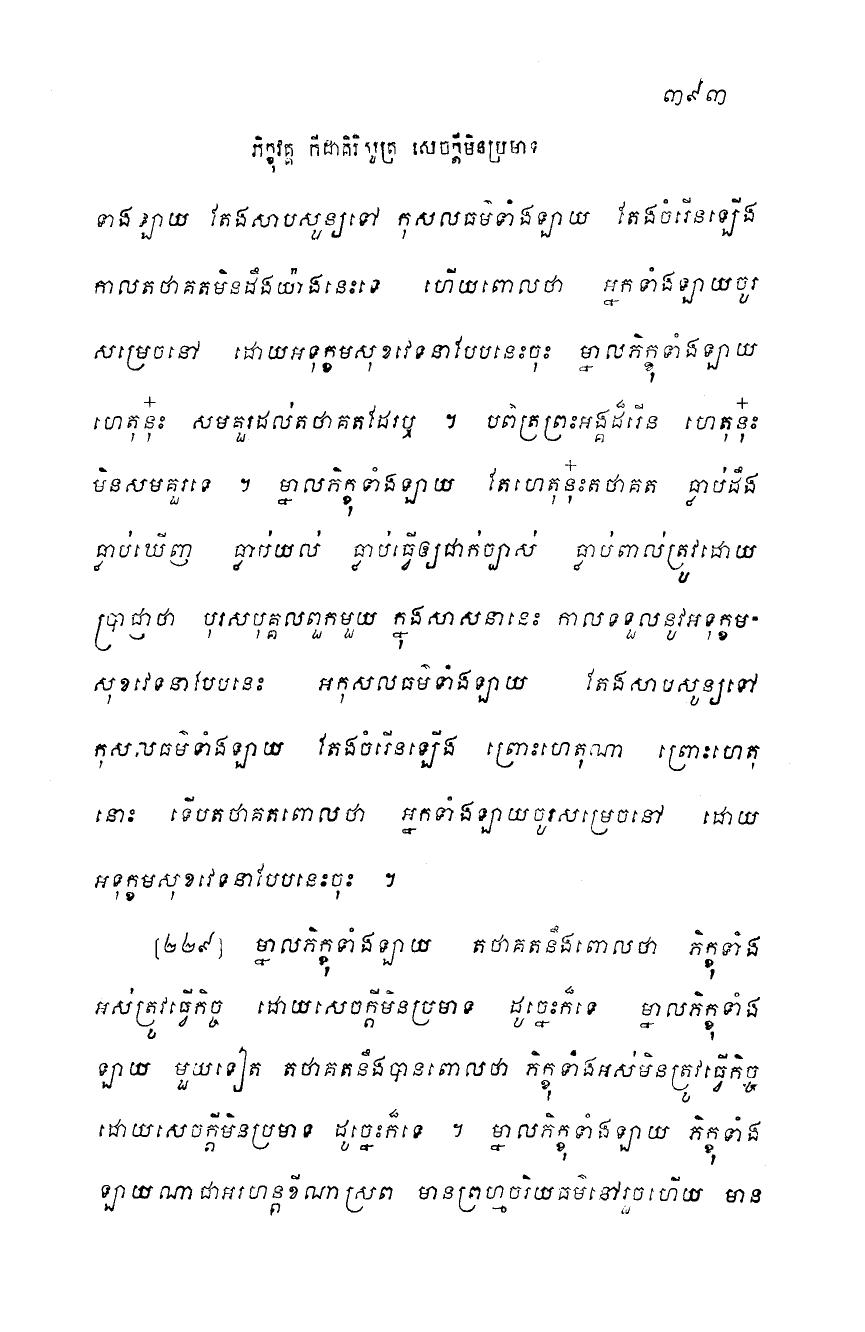 ៣៩៣
ភិក្ខុវគ្គ កីដាគិរិសូត្រ សេចក្ដីមិនប្រមាទ
ទាំងឡាយ តែងសាបសូន្យទៅ កុសលធម៌ទាំងឡាយ តែងចំរើនឡើង
កាលតថាគតមិនដឹងយ៉ាងនេះទេ ហើយពោលថា អ្នកទាំងឡាយចូរ
សម្រេចនៅ ដោយអទុក្ខមសុខវេទនាបែបនេះចុះ ម្នាលភិក្ខុទាំងឡាយ
ហេតុនុ៎ះ សមគួរដល់តថាគតដែរឬ ។ បពិត្រព្រះអង្គដ៏រើន ហេតុនុ៎ះ
មិនសមគួរទេ ។ ម្នាលភិក្ខុទាំងឡាយ តែហេតុនុ៎ះតថាគត ធ្លាប់ដឹង
ធ្លាប់ឃើញ ធ្លាប់យល់ ធ្លាប់ធ្វើឲ្យជាក់ច្បាស់ ធ្លាប់ពាល់ត្រូវដោយ
ប្រាជ្ញាថា បុរសបុគ្គលពួកមួយ ក្នុងសាសនានេះ កាលទទួលនូវអទុក្ខម-
សុខវេទនាបែបនេះ អកុសលធម៌ទាំងឡាយ តែងសាបសូន្យទៅ
កុសលធម៌ទាំងឡាយ តែងចំរើនឡើង ព្រោះហេតុណា ព្រោះហេតុ
នោះ ទើបតថាគតពោលថា អ្នកទាំងឡាយចូរសម្រេចនៅ ដោយ
អទុក្ខមសុខវេទនាបែបនេះចុះ ។
[២២៩] ម្នាលភិក្ខុទាំងឡាយ តថាគតនឹងពោលថា ភិក្ខុទាំង
អស់ត្រូវធ្វើកិច្ច ដោយសេចក្ដីមិនប្រមាទ ដូច្នេះក៏ទេ ម្នាលភិក្ខុទាំង
ឡាយ មួយទៀត តថាគតនឹងបានពោលថា ភិក្ខុទាំងអស់មិនត្រូវធ្វើកិច្ច
ដោយសេចក្ដីមិនប្រមាទ ដូច្នេះក៏ទេ ។ ម្នាលភិក្ខុទាំងឡាយ ភិក្ខុទាំង
ឡាយណាជាអរហន្តខីណាស្រព មានព្រហ្មចរិយធម៌នៅរួចហើយ មាន